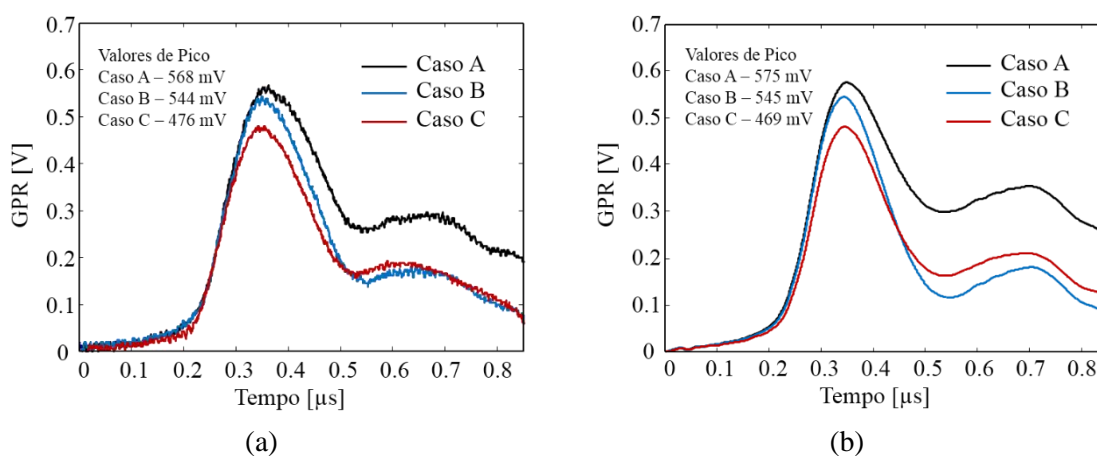 0.7
0.6
0.5
0.4
0.3
0.2
0.1
0
GPR [V]
Valores de Pico
Caso A – 568 mV
Caso B – 544 mV
Caso C – 476 mV
Caso A
Caso B
Caso C
0 0.1 0.2 0.3 0.4 0.5 0.6 0.7 0.8
Tempo [µs]
(a)
0.7
0.6
0.5
0.4
0.3
0.2
0.1
0
GPR [V]
Valores de Pico
Caso A – 575 mV
Caso B – 545 mV
Caso C – 469 mV
Caso A
Caso B
Caso C
0 0.1 0.2 0.3 0.4 0.5 0.6 0.7 0.8
Tempo [µs]
(b)